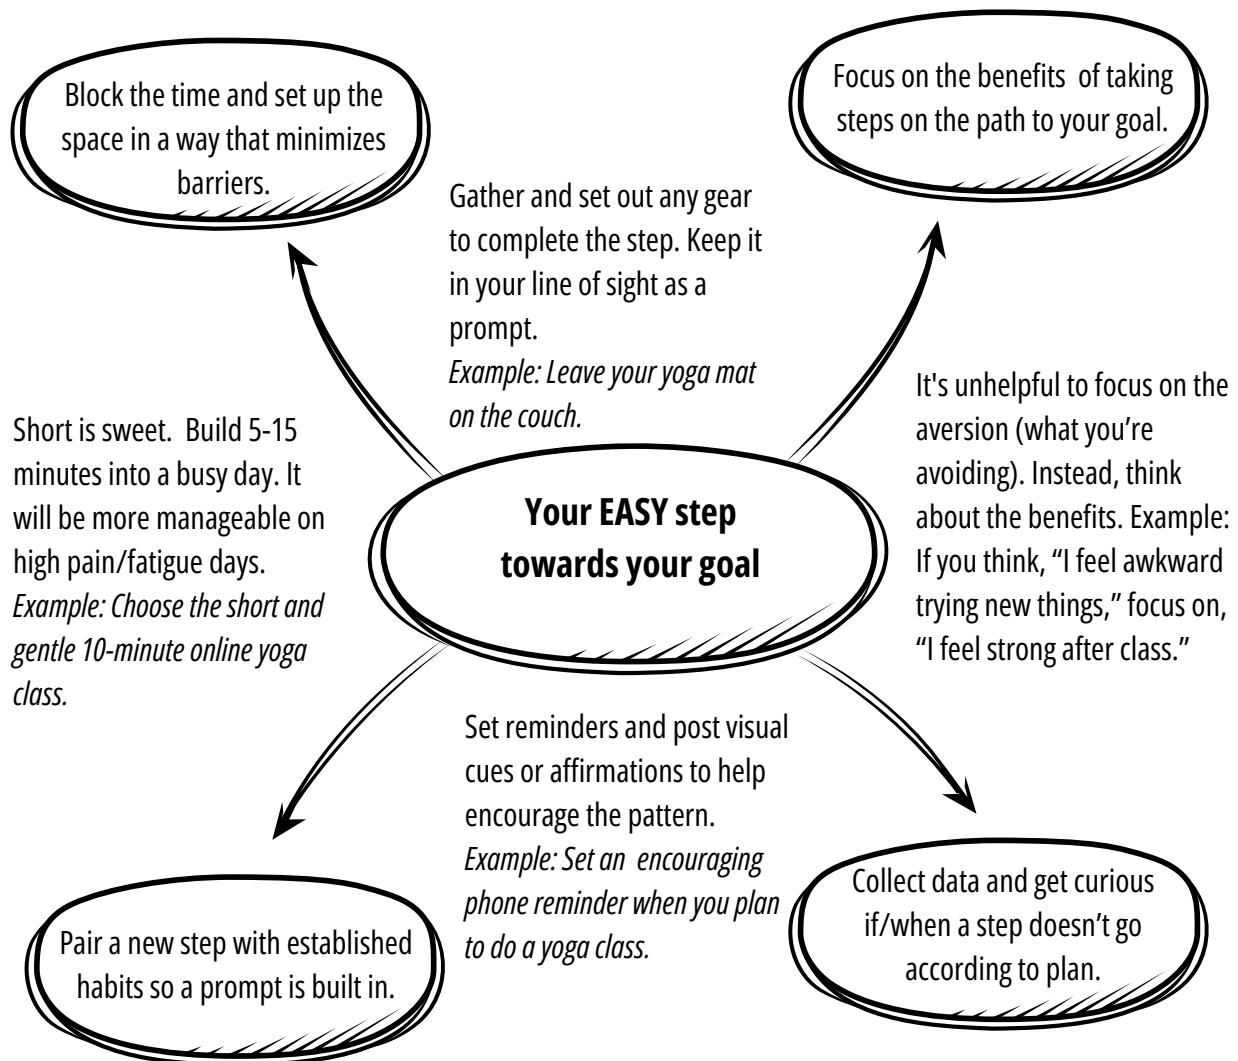 Block the time and set up the
space in a way that minimizes
barriers.
Focus on the benefits of taking
steps on the path to your goal.
Gather and set out any gear
to complete the step. Keep it
in your line of sight as a
prompt.
Example: Leave your yoga mat
on the couch.
Short is sweet. Build 5-15
minutes into a busy day. It
will be more manageable on
high pain/fatigue days.
Example: Choose the short and
gentle 10-minute online yoga
class.
Your EASY step
towards your goal
It's unhelpful to focus on the
aversion (what you’re
avoiding). Instead, think
about the benefits. Example:
If you think, “I feel awkward
trying new things,” focus on,
“I feel strong after class.”
Set reminders and post visual
cues or affirmations to help
encourage the pattern.
Example: Set an encouraging
phone reminder when you plan
to do a yoga class.
Pair a new step with established
habits so a prompt is built in.
Collect data and get curious
if/when a step doesn’t go
according to plan.